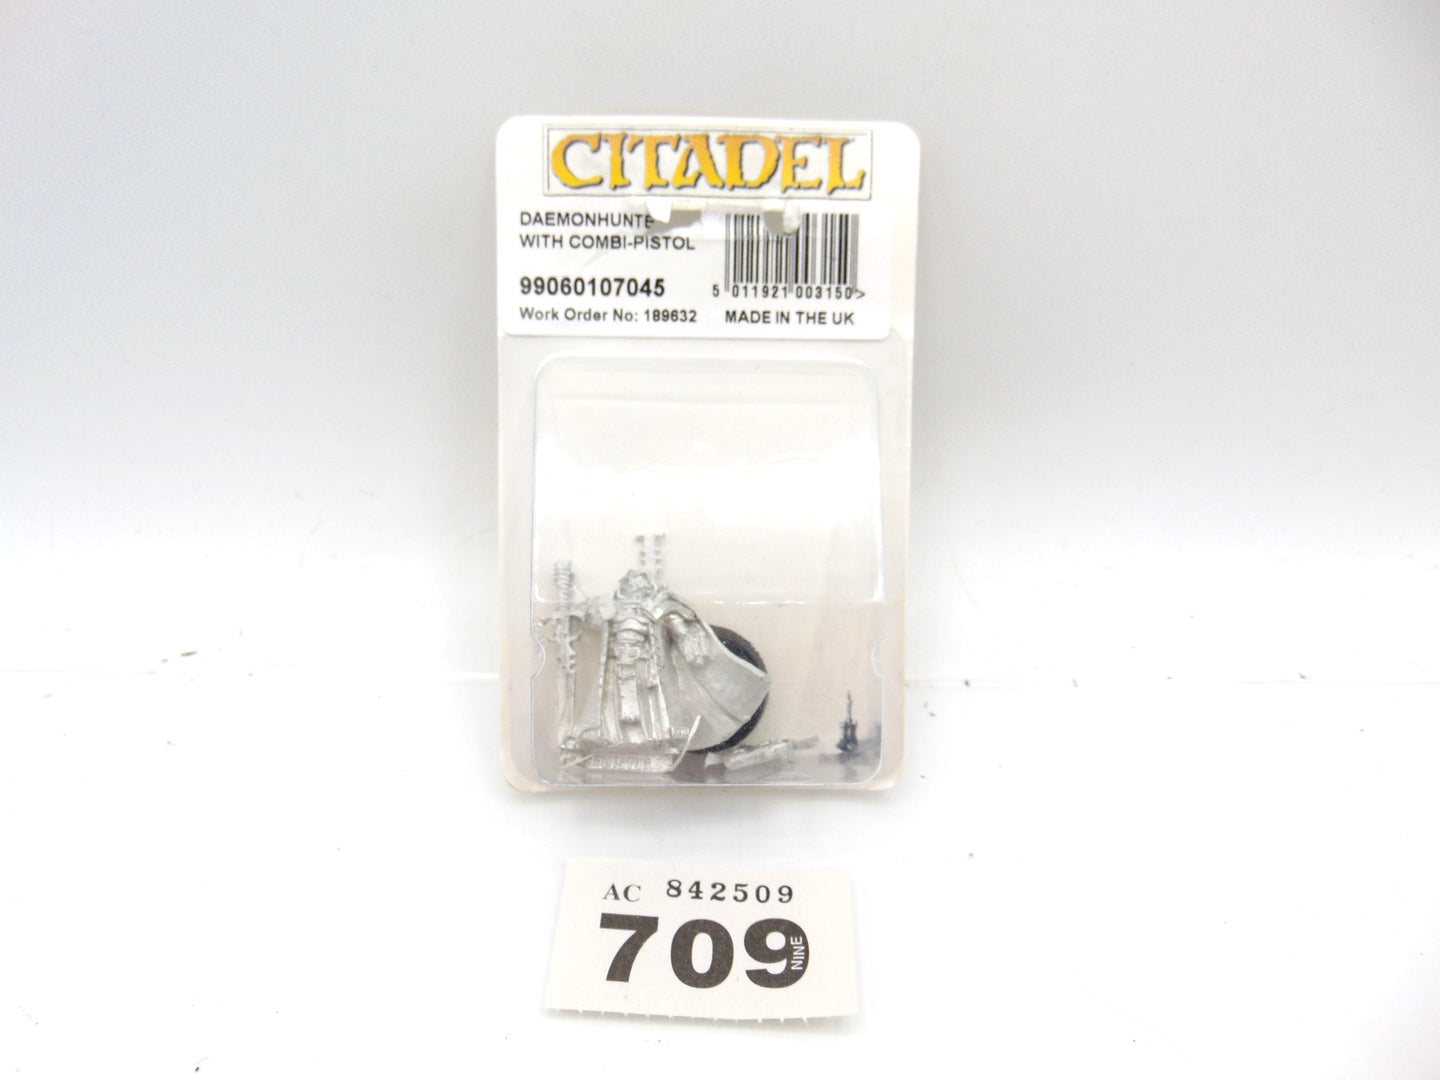 CITADEL
DAEMONHUNTE
WITH COMBI-PISTOL
99060107045
5 011921 003150 >
Work Order No: 189632
MADE IN THE UK
AC 842509
709
NINE